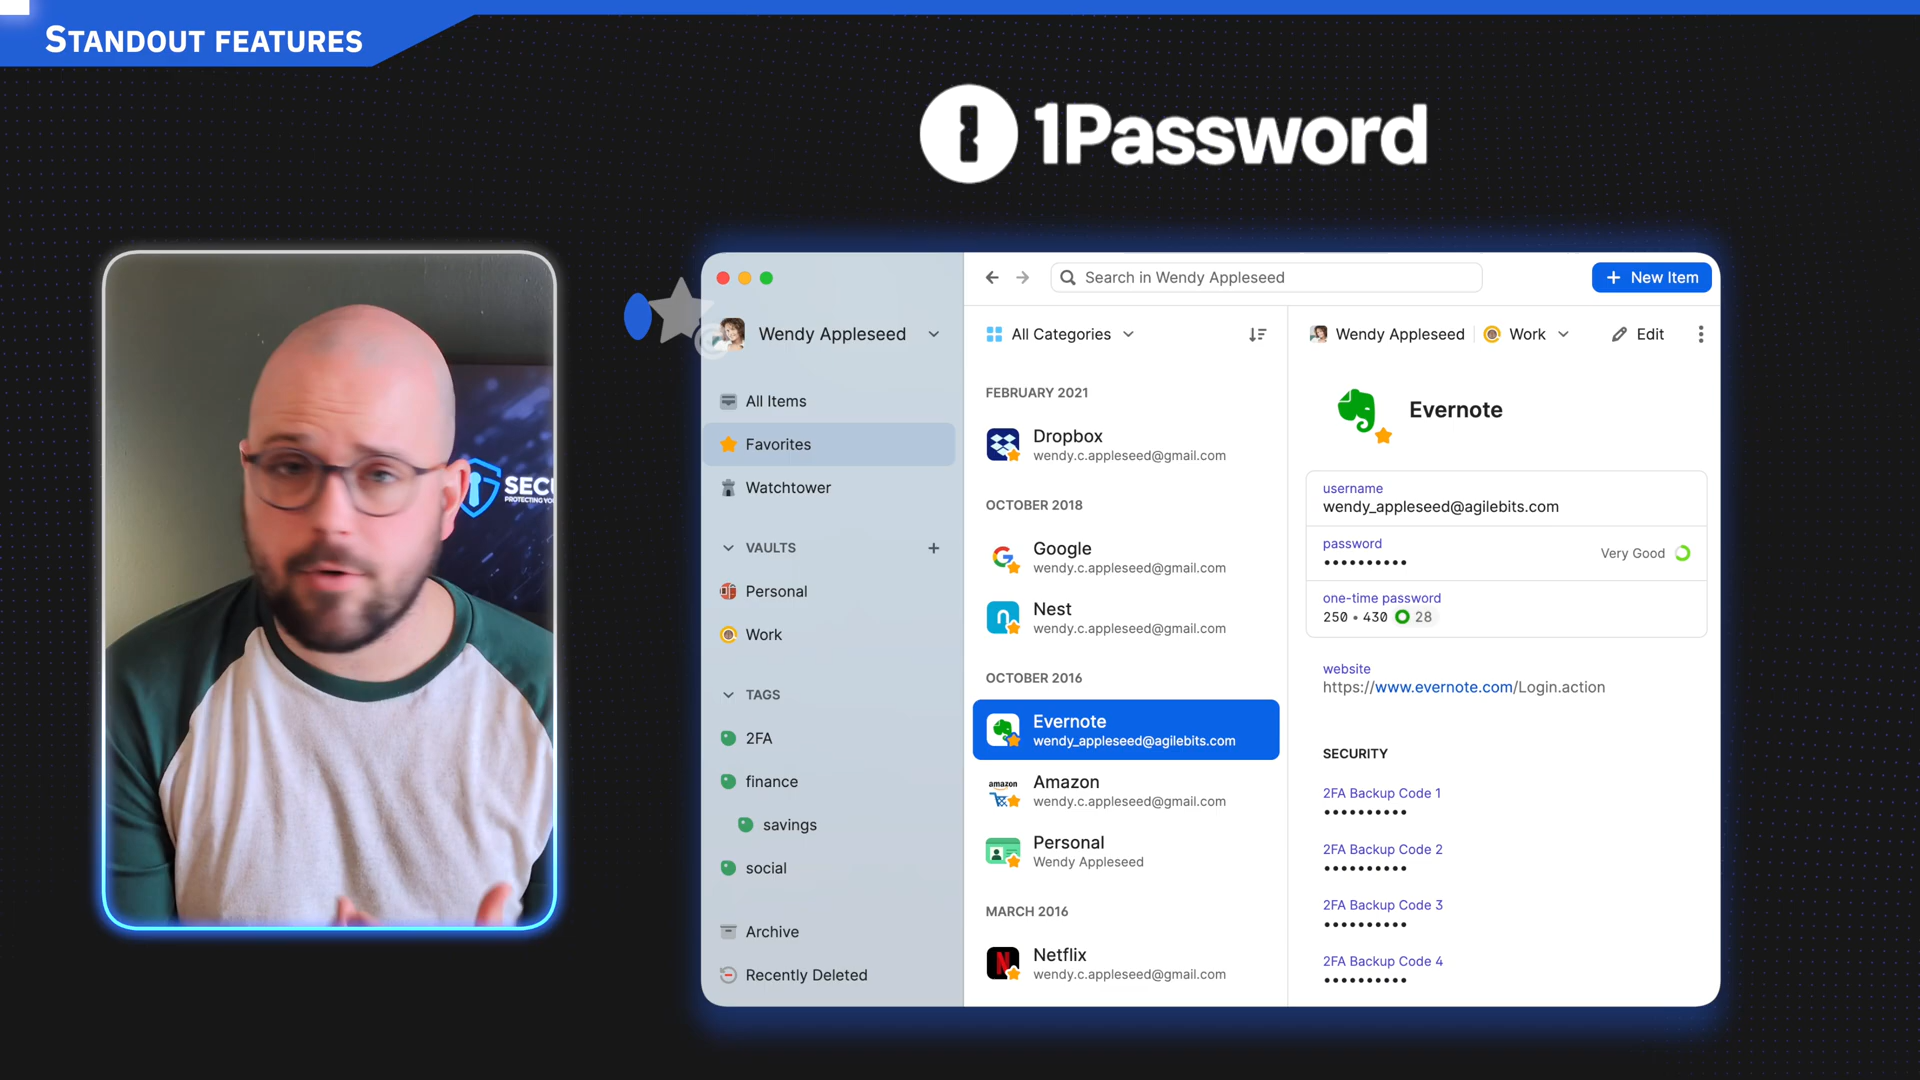 STANDOUT FEATURES
1Password
SECU
PROTECTING YO
Wendy Appleseed
All Items
Favorites
Watchtower
VAULTS
Personal
Work
TAGS
2FA
finance
savings
social
Archive
Recently Deleted
Search in Wendy Appleseed
New Item
All Categories
FEBRUARY 2021
Dropbox
wendy.c.appleseed@gmail.com
OCTOBER 2018
Google
wendy.c.appleseed@gmail.com
Nest
wendy.c.appleseed@gmail.com
OCTOBER 2016
Evernote
wendy_appleseed@agilebits.com
amazon
Amazon
wendy.c.appleseed@gmail.com
Personal
Wendy Appleseed
MARCH 2016
Netflix
wendy.c.appleseed@gmail.com
Wendy Appleseed
Work
Edit
Evernote
username
wendy_appleseed@agilebits.com
password
••••••••••
Very Good
one-time password
250 • 430 28
website
https://www.evernote.com/Login.action
SECURITY
2FA Backup Code 1
••••••••••
2FA Backup Code 2
••••••••••
2FA Backup Code 3
••••••••••
2FA Backup Code 4
••••••••••